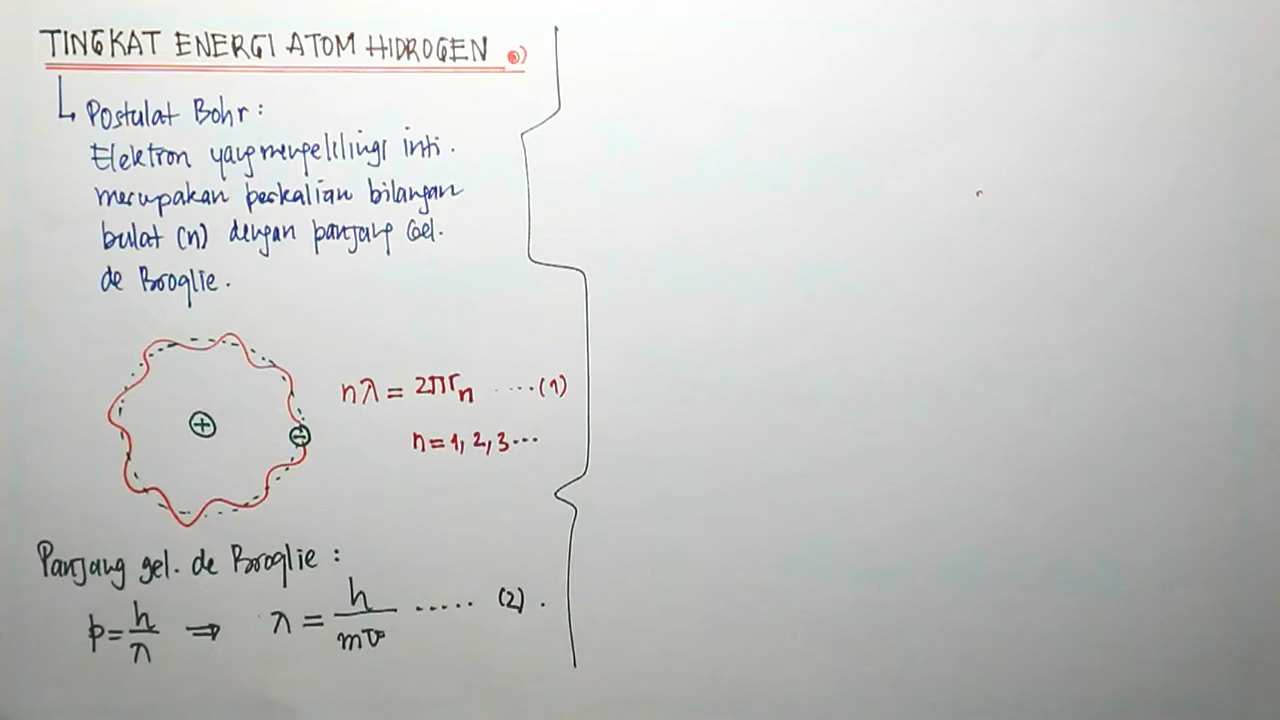 TINGKAT ENERGI ATOM HIDROGEN
↳ Postulat Bohr :
Elektron yang mengelilingi inti.
merupakan perkalian bilangan
bulat (n) dengan panjang Gel.
de Broglie.
+
−
nλ = 2πrₙ ....(1)
n = 1, 2, 3 ...
Panjang gel. de Broglie :
p = h/λ ⇒ λ = h/mv ..... (2).